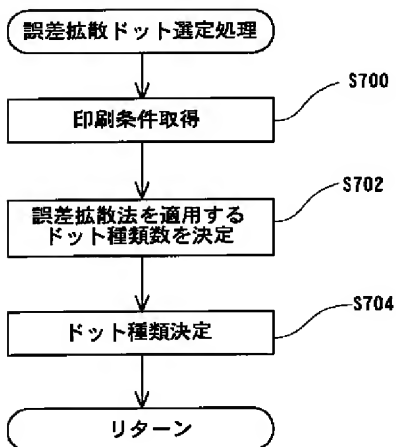 誤差拡散ドット選定処理
S700
印刷条件取得
S702
誤差拡散法を適用する
ドット種類数を決定
S704
ドット種類決定
リターン